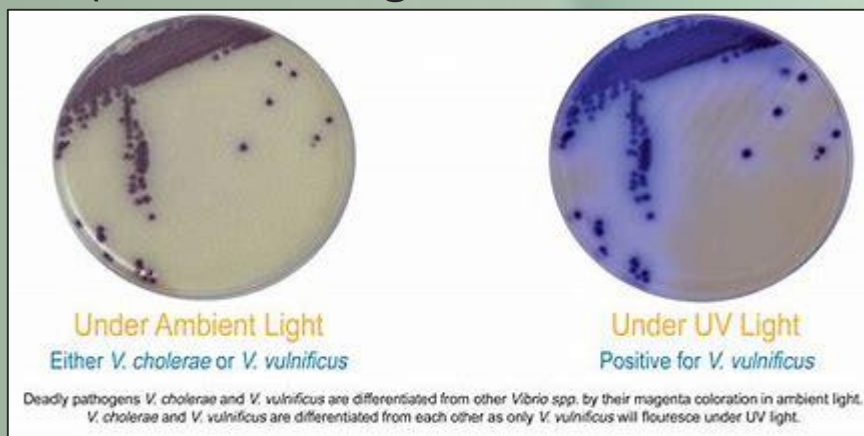 Under Ambient Light
Either V. cholerae or V. vulnificus
Under UV Light
Positive for V. vulnificus
Deadly pathogens V. cholerae and V. vulnificus are differentiated from other Vibrio spp. by their magenta coloration in ambient light.
V. cholerae and V. vulnificus are differentiated from each other as only V. vulnificus will flouresce under UV light.